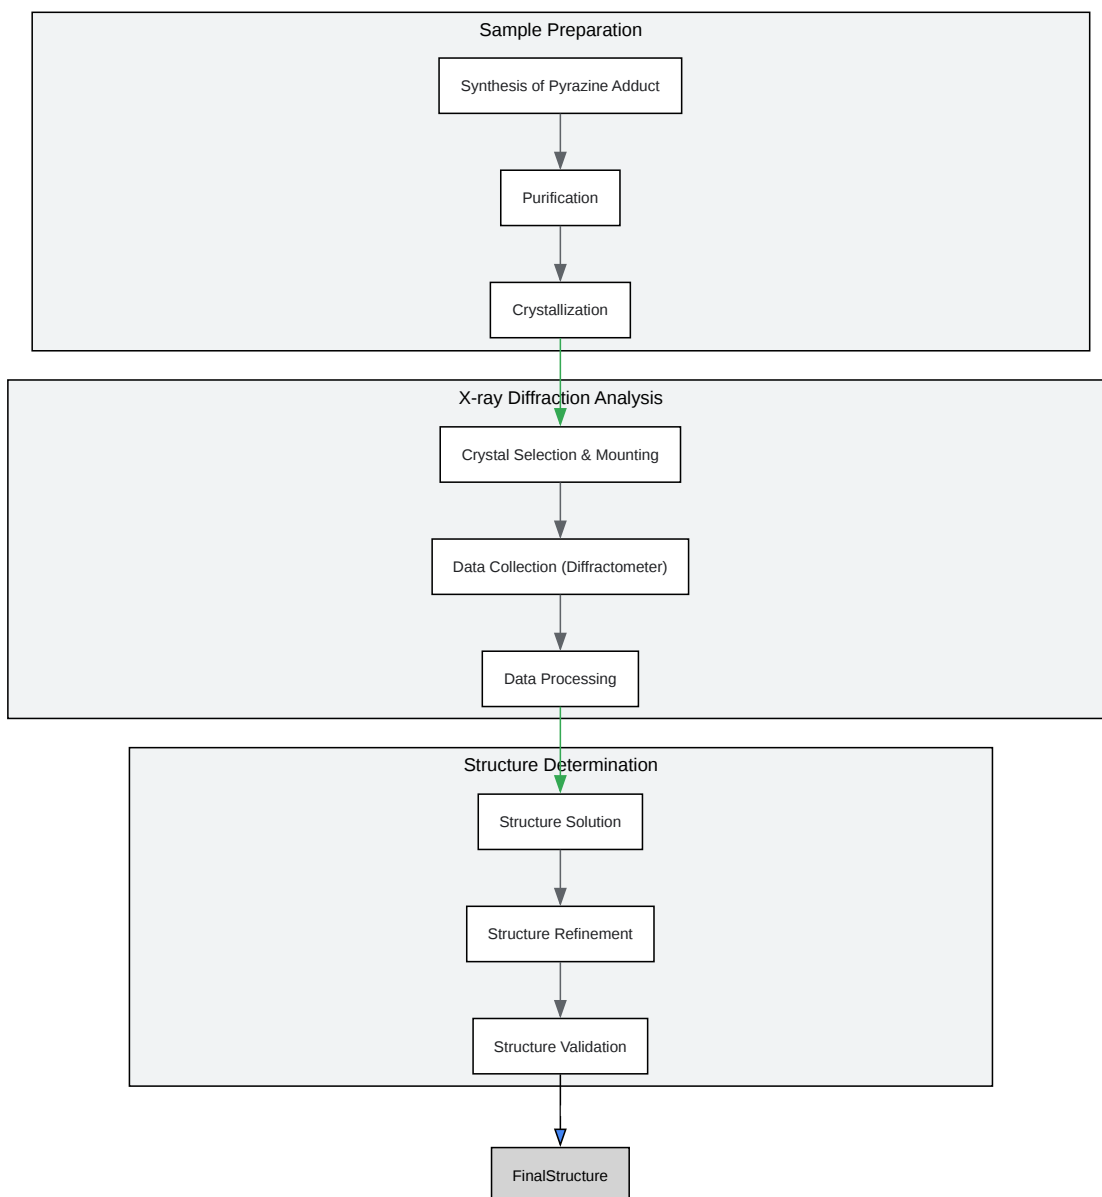 Sample Preparation
Synthesis of Pyrazine Adduct
Purification
Crystallization
X-ray Diffraction Analysis
Crystal Selection & Mounting
Data Collection (Diffractometer)
Data Processing
Structure Determination
Structure Solution
Structure Refinement
Structure Validation
FinalStructure